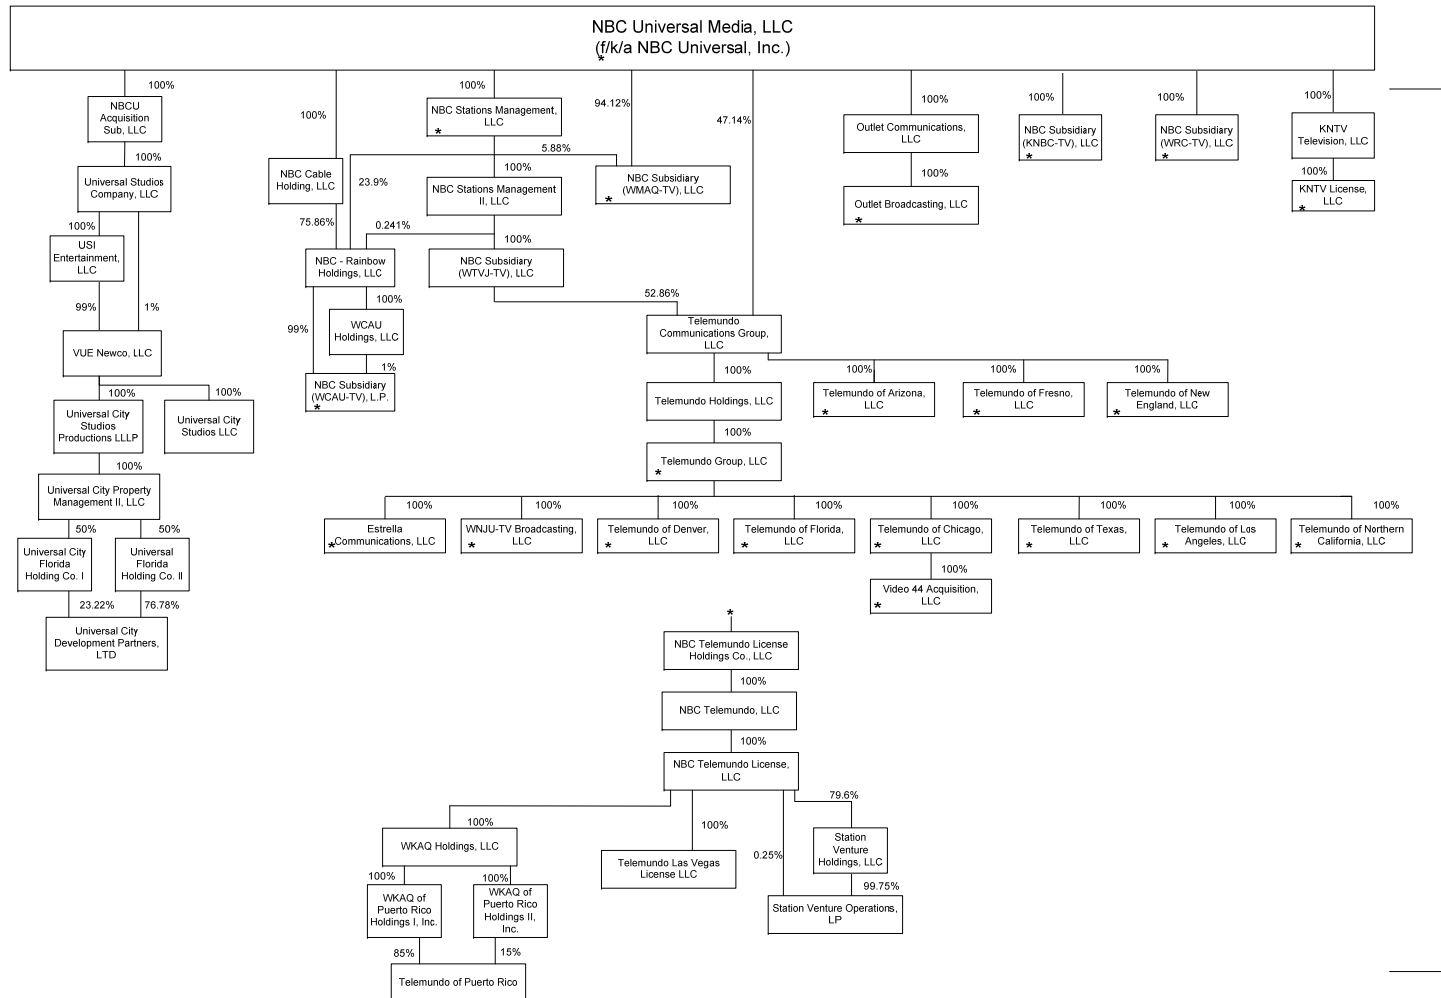 NBC Universal Media, LLC
(f/k/a NBC Universal, Inc.)
*
100%
100%
100%
94.12%
47.14%
100%
100%
100%
100%
NBCU
Acquisition
Sub, LLC
NBC Stations Management,
LLC
*
Outlet Communications,
LLC
NBC Subsidiary
(KNBC-TV), LLC
*
NBC Subsidiary
(WRC-TV), LLC
*
KNTV
Television, LLC
100%
5.88%
100%
100%
100%
Universal Studios
Company, LLC
NBC Cable
Holding, LLC
23.9%
NBC Stations Management
II, LLC
NBC Subsidiary
(WMAQ-TV), LLC
*
Outlet Broadcasting, LLC
*
KNTV License,
LLC
*
100%
75.86%
0.241%
100%
USI
Entertainment,
LLC
NBC - Rainbow
Holdings, LLC
NBC Subsidiary
(WTVJ-TV), LLC
99%
1%
99%
100%
52.86%
WCAU
Holdings, LLC
Telemundo
Communications Group,
LLC
VUE Newco, LLC
1%
100%
100%
100%
100%
NBC Subsidiary
(WCAU-TV), L.P.
*
Telemundo Holdings, LLC
Telemundo of Arizona,
LLC
*
Telemundo of Fresno,
LLC
*
Telemundo of New
England, LLC
*
100%
100%
Universal City
Studios
Productions LLLP
Universal City
Studios LLC
100%
Telemundo Group, LLC
*
100%
Universal City Property
Management II, LLC
100%
100%
100%
100%
100%
100%
100%
100%
Estrella
*Communications, LLC
WNJU-TV Broadcasting,
LLC
*
Telemundo of Denver,
LLC
*
Telemundo of Florida,
LLC
*
Telemundo of Chicago,
LLC
*
Telemundo of Texas,
LLC
*
Telemundo of Los
Angeles, LLC
*
Telemundo of Northern
California, LLC
*
50%
50%
Universal City
Florida
Holding Co. I
Universal
Florida
Holding Co. II
100%
Video 44 Acquisition,
LLC
*
23.22%
76.78%
Universal City
Development Partners,
LTD
*
NBC Telemundo License
Holdings Co., LLC
100%
NBC Telemundo, LLC
100%
NBC Telemundo License,
LLC
100%
100%
0.25%
79.6%
WKAQ Holdings, LLC
Telemundo Las Vegas
License LLC
Station
Venture
Holdings, LLC
100%
100%
99.75%
WKAQ of
Puerto Rico
Holdings I, Inc.
WKAQ of
Puerto Rico
Holdings II,
Inc.
Station Venture Operations,
LP
85%
15%
Telemundo of Puerto Rico